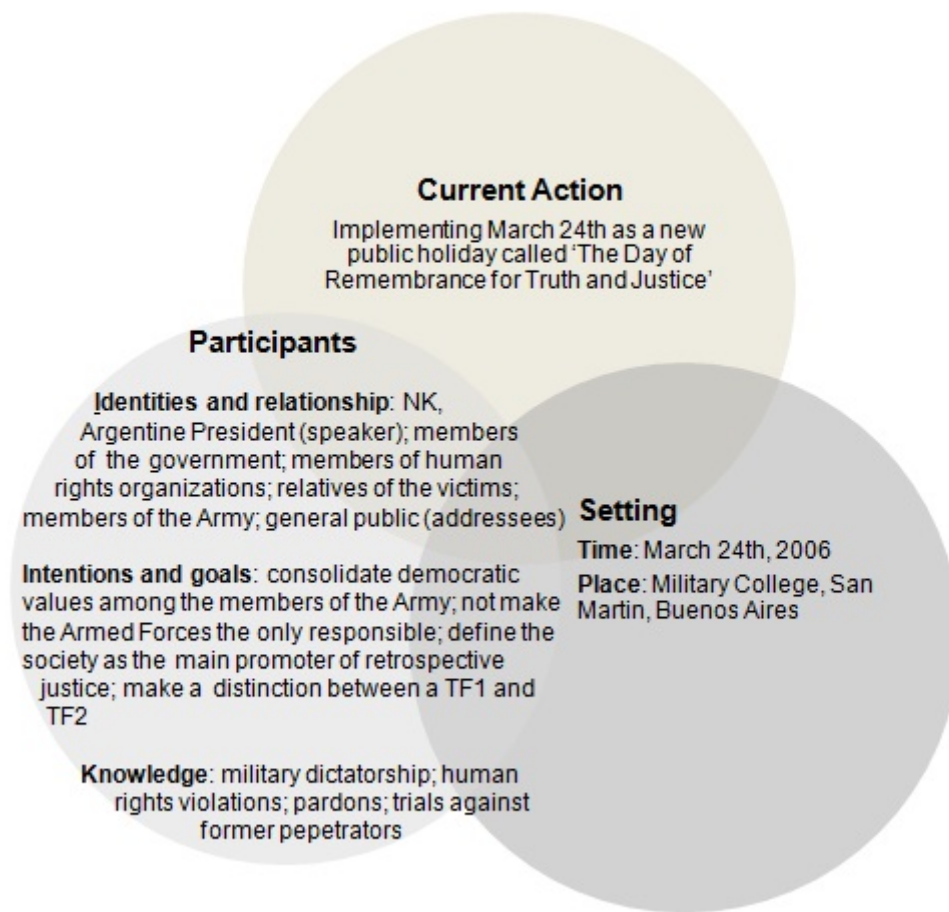 Current Action
Implementing March 24th as a new
public holiday called ‘The Day of
Remembrance for Truth and Justice’
Participants
Identities and relationship: NK,
Argentine President (speaker); members
of the government; members of human
rights organizations; relatives of the victims;
members of the Army; general public (addressees)
Intentions and goals: consolidate democratic
values among the members of the Army; not make
the Armed Forces the only responsible; define the
society as the main promoter of retrospective
justice; make a distinction between a TF1 and
TF2
Knowledge: military dictatorship; human
rights violations; pardons; trials against
former pepetrators
Setting
Time: March 24th, 2006
Place: Military College, San
Martin, Buenos Aires